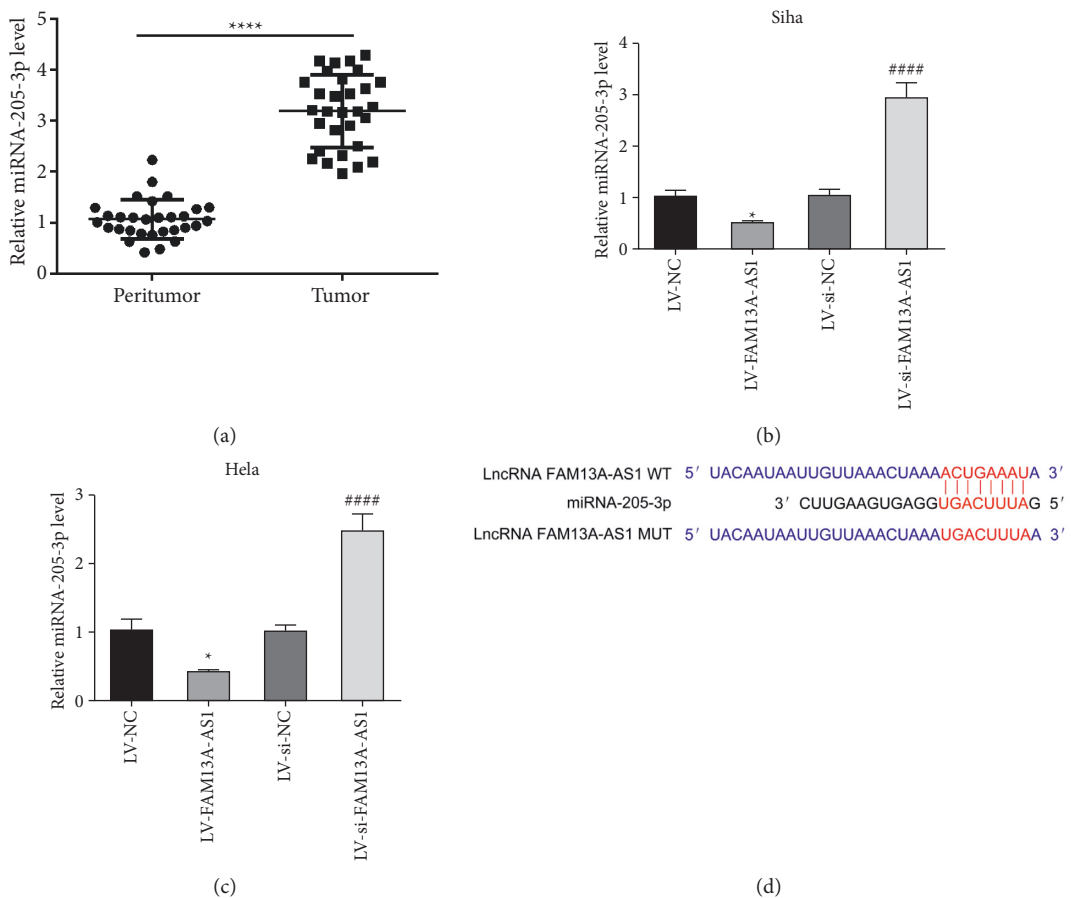 Relative miRNA-205-3p level
5
4
3
2
1
0
****
Peritumor
Tumor
(a)
Siha
Relative miRNA-205-3p level
4
3
2
1
0
*
####
LV-NC
LV-FAM13A-AS1
LV-si-NC
LV-si-FAM13A-AS1
(b)
Hela
Relative miRNA-205-3p level
3
2
1
0
*
####
LV-NC
LV-FAM13A-AS1
LV-si-NC
LV-si-FAM13A-AS1
(c)
LncRNA FAM13A-AS1 WT 5′ UACAAUAAUUGUUAAACUAAAACUGAAAUA 3′
miRNA-205-3p 3′ CUUGAAGUGAGGUGACUUUAG 5′
LncRNA FAM13A-AS1 MUT 5′ UACAAUAAUUGUUAAACUAAAUGACUUUAA 3′
(d)